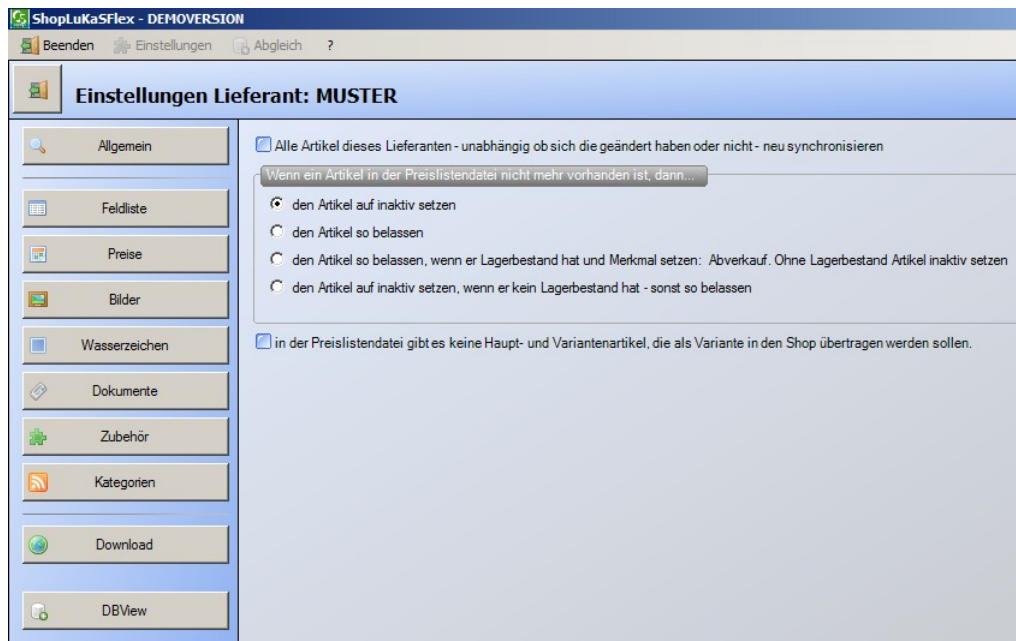 ShopLuKaSFlex - DEMOVERSION
Beenden Einstellungen Abgleich ?
Einstellungen Lieferant: MUSTER
Allgemein
Feldliste
Preise
Bilder
Wasserzeichen
Dokumente
Zubehör
Kategorien
Download
DBView
Alle Artikel dieses Lieferanten - unabhängig ob sich die geändert haben oder nicht - neu synchronisieren
Wenn ein Artikel in der Preislistendatei nicht mehr vorhanden ist, dann...
den Artikel auf inaktiv setzen
den Artikel so belassen
den Artikel so belassen, wenn er Lagerbestand hat und Merkmal setzen: Abverkauf. Ohne Lagerbestand Artikel inaktiv setzen
den Artikel auf inaktiv setzen, wenn er kein Lagerbestand hat - sonst so belassen
in der Preislistendatei gibt es keine Haupt- und Variantenartikel, die als Variante in den Shop übertragen werden sollen.